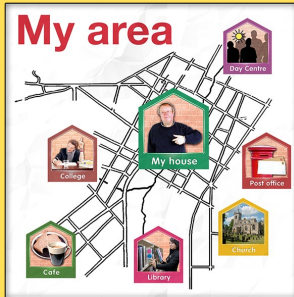 My area
Day Centre
My house
College
Post office
Church
Cafe
Library